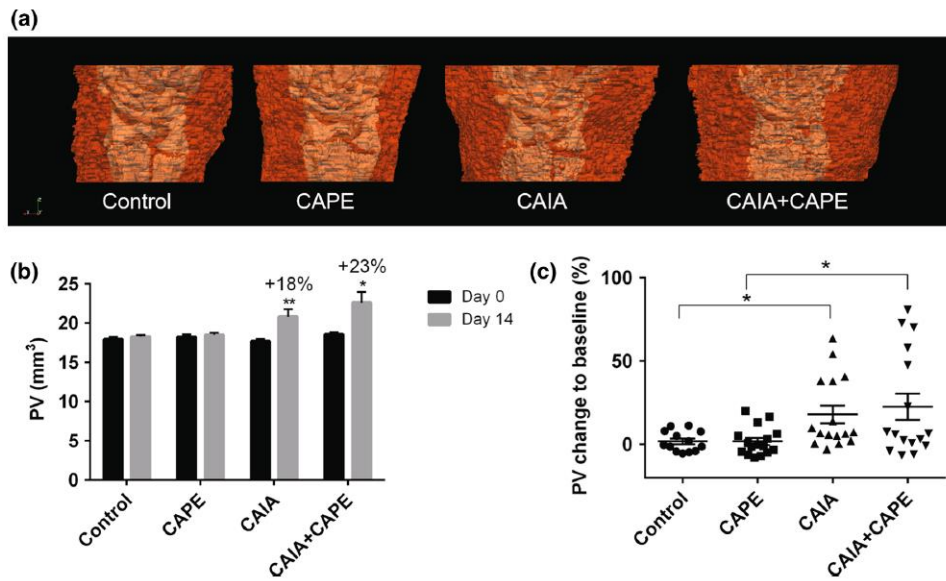 (a)
Control CAPE CAIA CAIA+CAPE
(b)
+18% +23%
** *
25
20
15
10
5
0
PV (mm³)
Control CAPE CAIA CAIA+CAPE
Day 0
Day 14
(c)
* *
100
50
0
PV change to baseline (%)
Control CAPE CAIA CAIA+CAPE